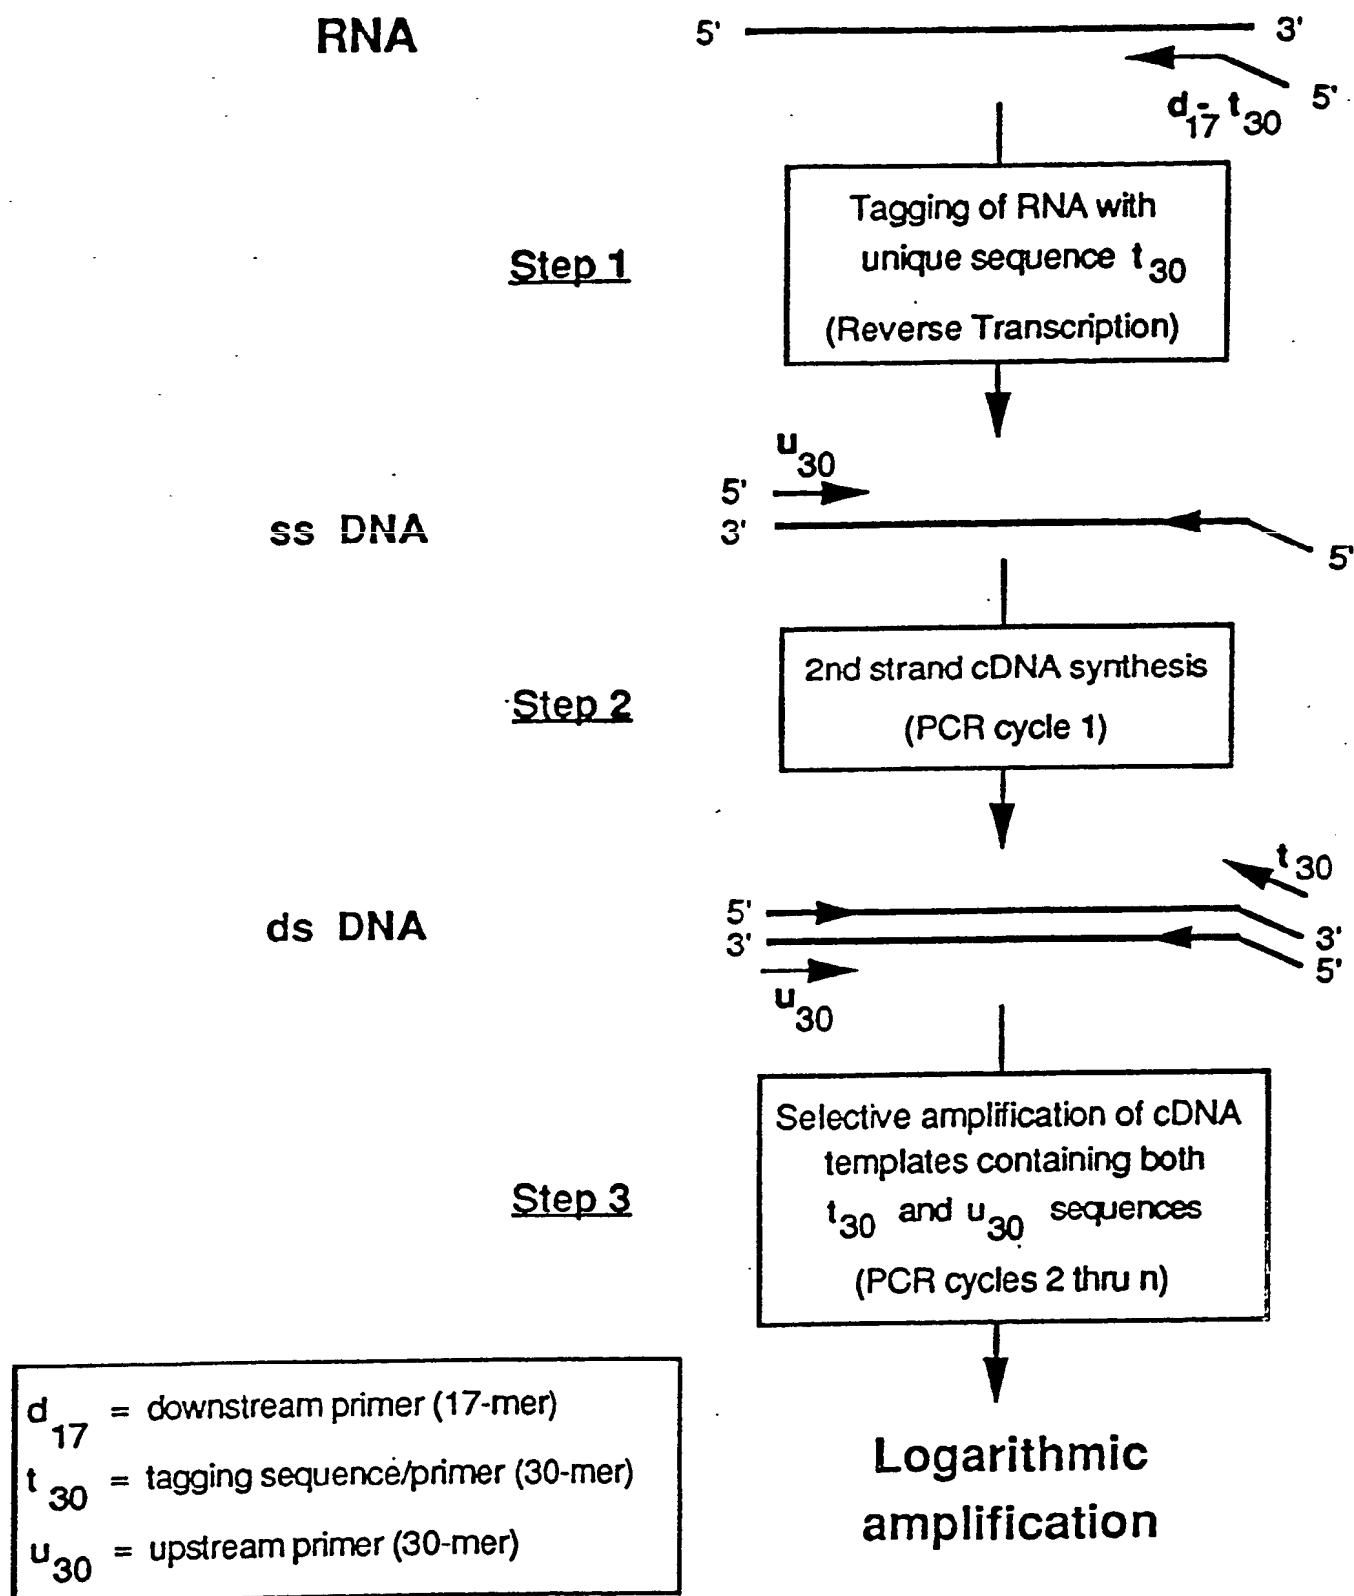 RNA
5' 3'
d17- t30 5'
Step 1
Tagging of RNA with
unique sequence t30
(Reverse Transcription)
u30
5'
ss DNA
3' 5'
Step 2
2nd strand cDNA synthesis
(PCR cycle 1)
t30
ds DNA
5' 3'
3' 5'
u30
Step 3
Selective amplification of cDNA
templates containing both
t30 and u30 sequences
(PCR cycles 2 thru n)
Logarithmic
amplification
d17 = downstream primer (17-mer)
t30 = tagging sequence/primer (30-mer)
u30 = upstream primer (30-mer)